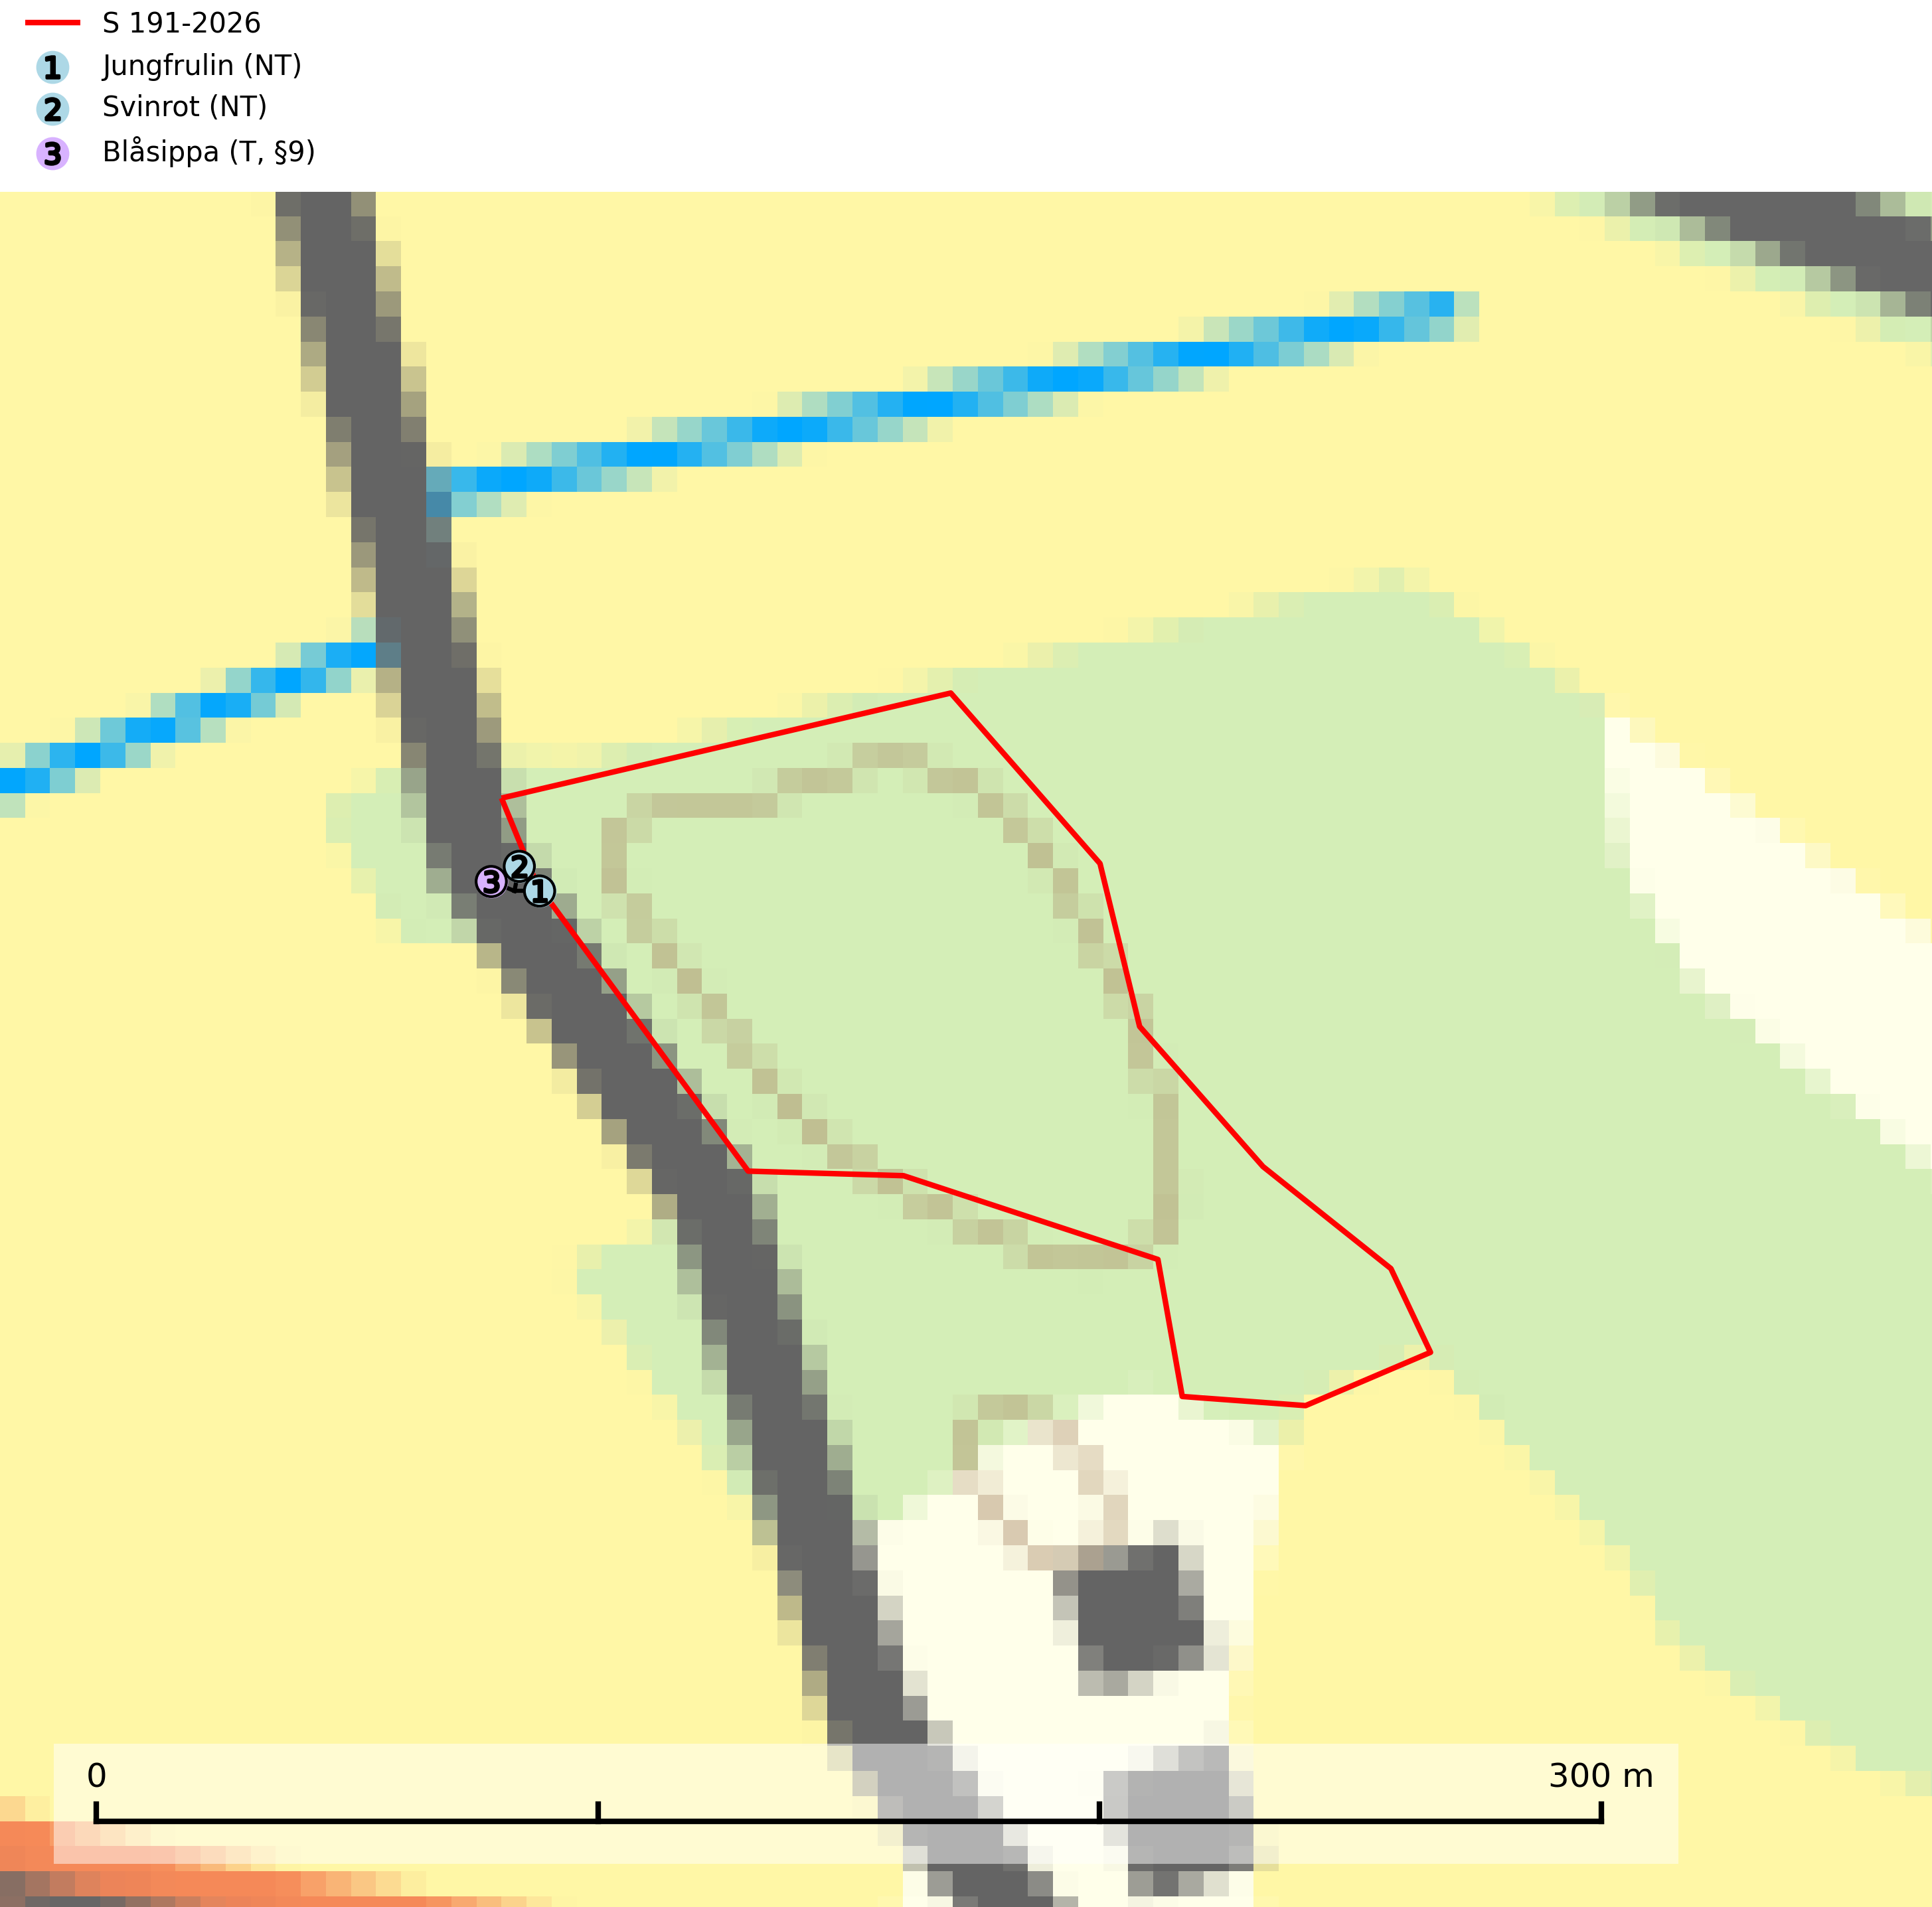 S 191-2026
1 Jungfrulin (NT)
2 Svinrot (NT)
3 Blåsippa (T, §9)
2
3
1
0 300 m